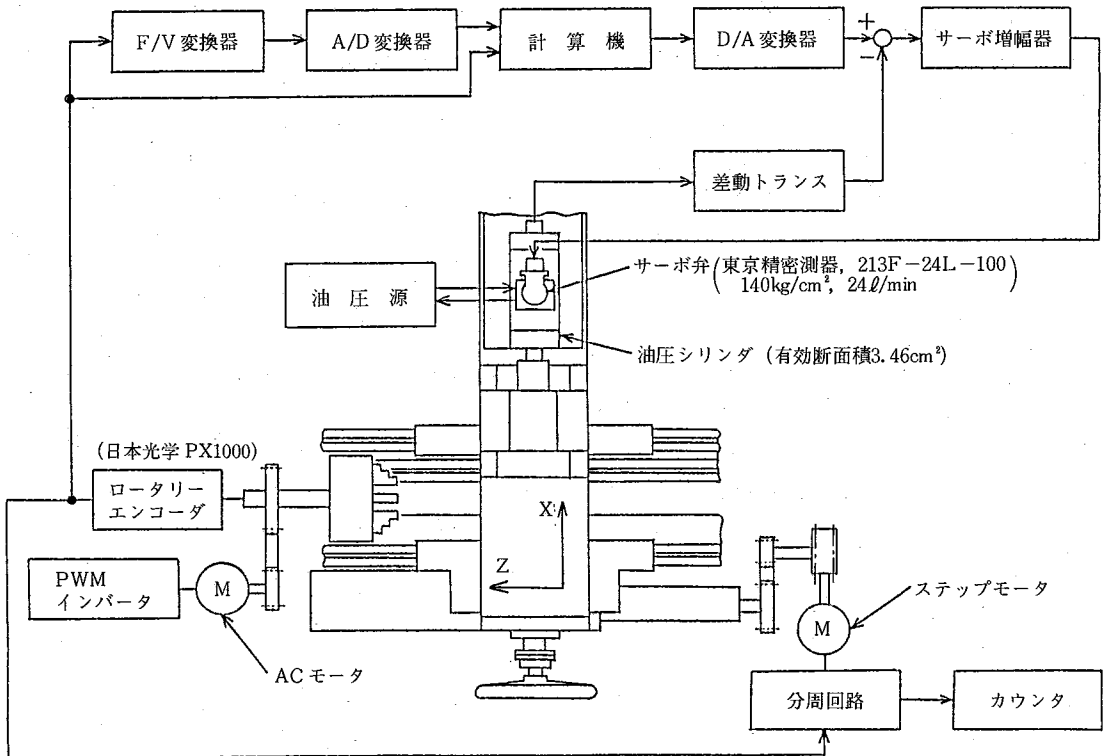 F/V 変換器
A/D 変換器
計算機
D/A 変換器
+
−
サーボ増幅器
差動トランス
サーボ弁(東京精密測器, 213F−24L−100)
140kg/cm², 24ℓ/min
油圧源
油圧シリンダ (有効断面積3.46cm²)
(日本光学 PX1000)
ロータリー
エンコーダ
X
Z
PWM
インバータ
M
ACモータ
ステップモータ
M
分周回路
カウンタ